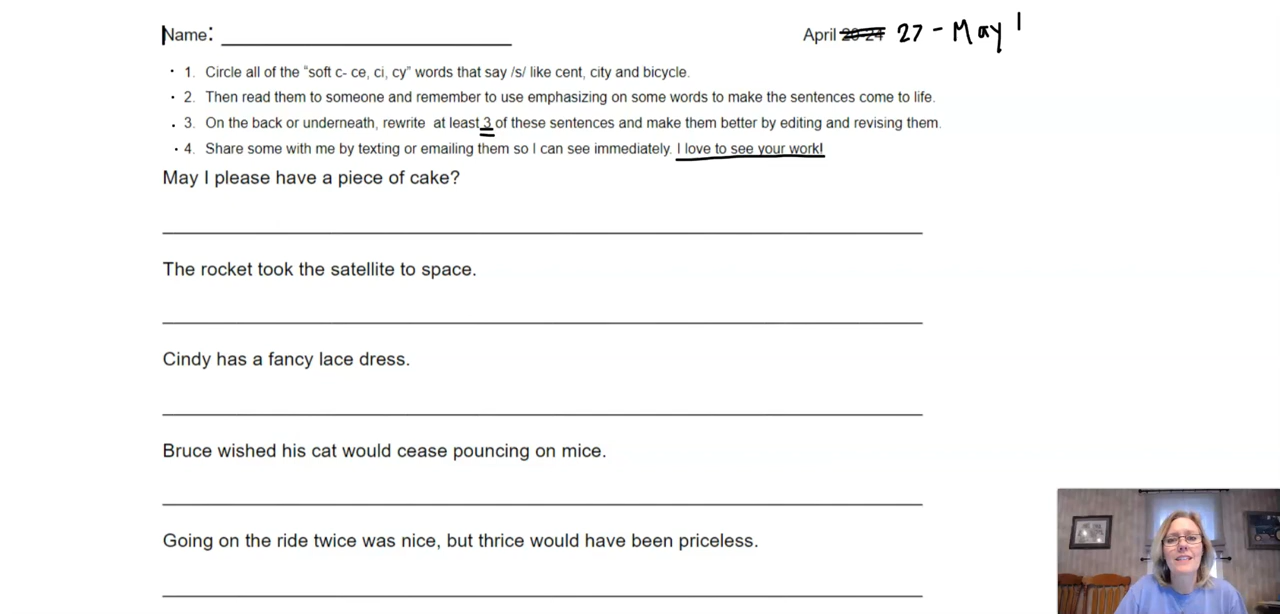 Name: ____________________ April 20-24 27 - May 1
· 1. Circle all of the "soft c- ce, ci, cy" words that say /s/ like cent, city and bicycle.
· 2. Then read them to someone and remember to use emphasizing on some words to make the sentences come to life.
· 3. On the back or underneath, rewrite at least 3 of these sentences and make them better by editing and revising them.
· 4. Share some with me by texting or emailing them so I can see immediately. I love to see your work!
May I please have a piece of cake?
The rocket took the satellite to space.
Cindy has a fancy lace dress.
Bruce wished his cat would cease pouncing on mice.
Going on the ride twice was nice, but thrice would have been priceless.